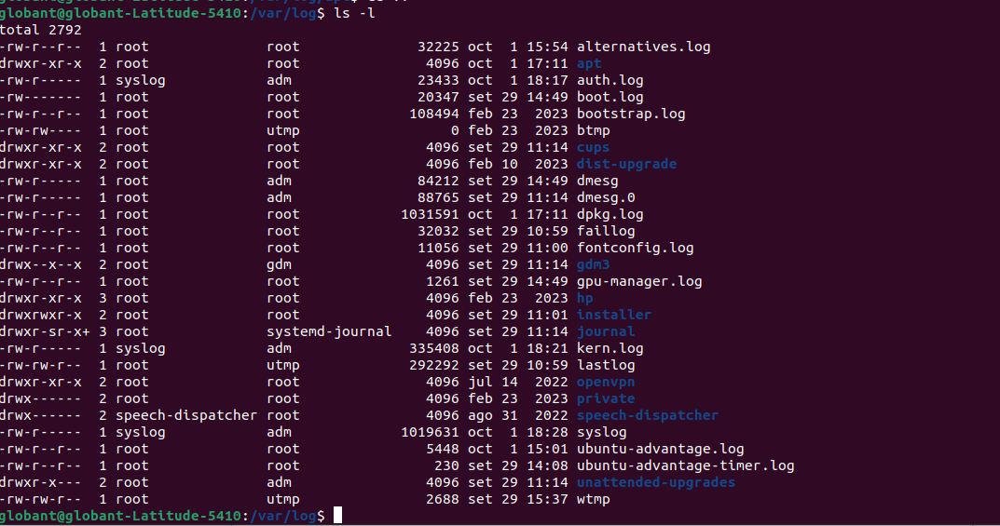 globant@globant-Latitude-5410:/var/log$ ls -l
total 2792
-rw-r--r--  1 root              root               32225 oct  1 15:54 alternatives.log
drwxr-xr-x  2 root              root                4096 oct  1 17:11 apt
-rw-r-----  1 syslog            adm                23433 oct  1 18:17 auth.log
-rw-------  1 root              root               20347 set 29 14:49 boot.log
-rw-r--r--  1 root              root              108494 feb 23  2023 bootstrap.log
-rw-rw----  1 root              utmp                   0 feb 23  2023 btmp
drwxr-xr-x  2 root              root                4096 set 29 11:14 cups
drwxr-xr-x  2 root              root                4096 feb 10  2023 dist-upgrade
-rw-r-----  1 root              adm                84212 set 29 14:49 dmesg
-rw-r-----  1 root              adm                88765 set 29 11:14 dmesg.0
-rw-r--r--  1 root              root             1031591 oct  1 17:11 dpkg.log
-rw-r--r--  1 root              root               32032 set 29 10:59 faillog
-rw-r--r--  1 root              root               11056 set 29 11:00 fontconfig.log
drwx--x--x  2 root              gdm                 4096 set 29 11:14 gdm3
-rw-r--r--  1 root              root                1261 set 29 14:49 gpu-manager.log
drwxr-xr-x  3 root              root                4096 feb 23  2023 hp
drwxrwxr-x  2 root              root                4096 set 29 11:01 installer
drwxr-sr-x+ 3 root              systemd-journal     4096 set 29 11:14 journal
-rw-r-----  1 syslog            adm               335408 oct  1 18:21 kern.log
-rw-rw-r--  1 root              utmp              292292 set 29 10:59 lastlog
drwxr-xr-x  2 root              root                4096 jul 14  2022 openvpn
drwx------  2 root              root                4096 feb 23  2023 private
drwx------  2 speech-dispatcher root                4096 ago 31  2022 speech-dispatcher
-rw-r-----  1 syslog            adm              1019631 oct  1 18:28 syslog
-rw-r--r--  1 root              root                5448 oct  1 15:01 ubuntu-advantage.log
-rw-r--r--  1 root              root                 230 set 29 14:08 ubuntu-advantage-timer.log
drwxr-x---  2 root              adm                 4096 set 29 11:14 unattended-upgrades
-rw-rw-r--  1 root              utmp                2688 set 29 15:37 wtmp
globant@globant-Latitude-5410:/var/log$